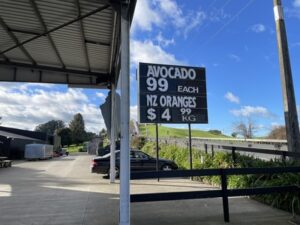 AVOCADO
99 EACH
NZ ORANGES
$4 99 KG